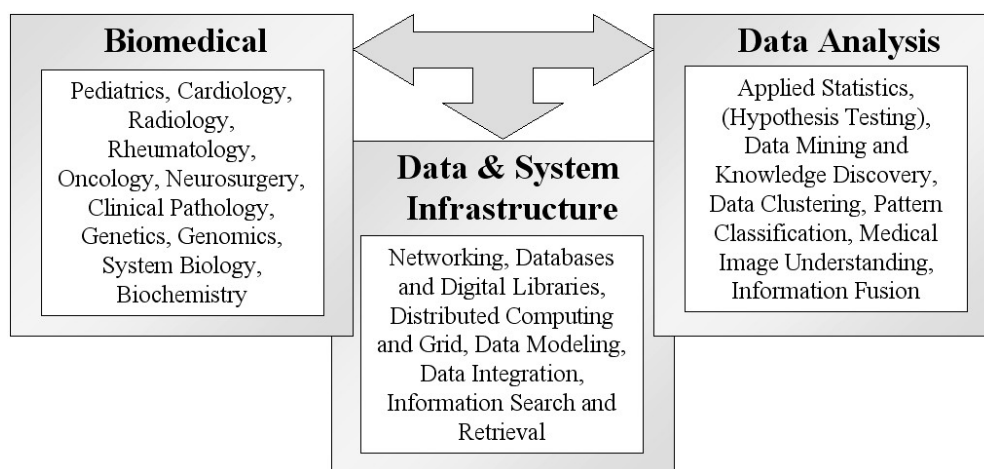 Biomedical
Pediatrics, Cardiology,
Radiology,
Rheumatology,
Oncology, Neurosurgery,
Clinical Pathology,
Genetics, Genomics,
System Biology,
Biochemistry
Data & System
Infrastructure
Networking, Databases
and Digital Libraries,
Distributed Computing
and Grid, Data Modeling,
Data Integration,
Information Search and
Retrieval
Data Analysis
Applied Statistics,
(Hypothesis Testing),
Data Mining and
Knowledge Discovery,
Data Clustering, Pattern
Classification, Medical
Image Understanding,
Information Fusion